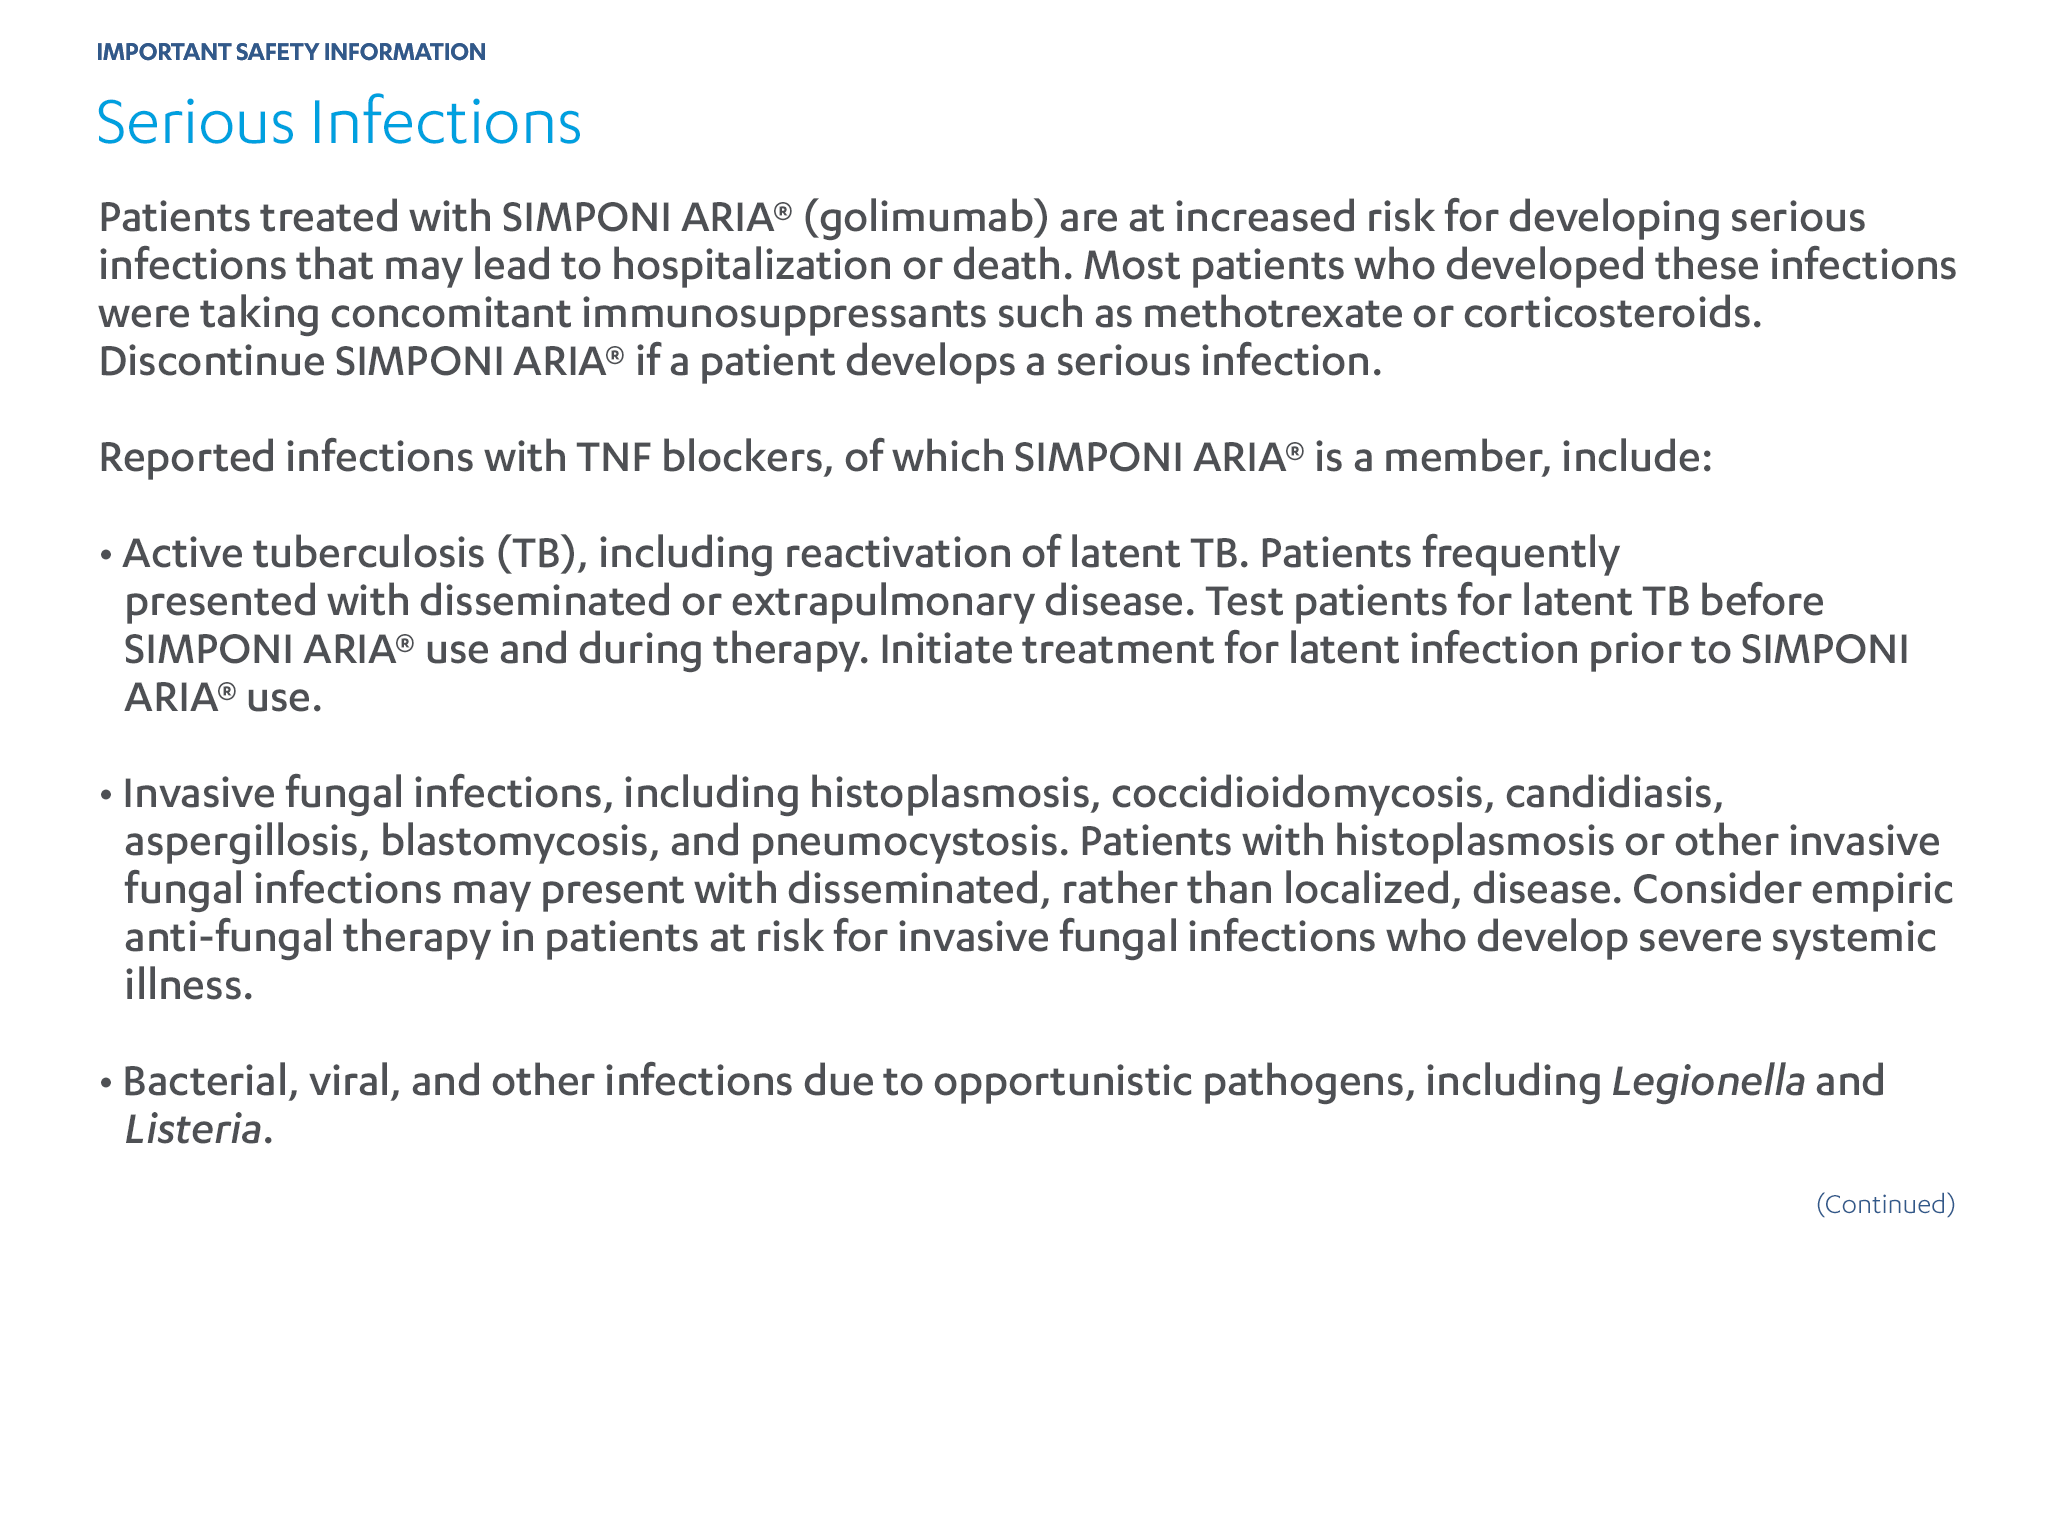 IMPORTANT SAFETY INFORMATION
Serious Infections
Patients treated with SIMPONI ARIA® (golimumab) are at increased risk for developing serious
infections that may lead to hospitalization or death. Most patients who developed these infections
were taking concomitant immunosuppressants such as methotrexate or corticosteroids.
Discontinue SIMPONI ARIA® if a patient develops a serious infection.
Reported infections with TNF blockers, of which SIMPONI ARIA® is a member, include:
• Active tuberculosis (TB), including reactivation of latent TB. Patients frequently
presented with disseminated or extrapulmonary disease. Test patients for latent TB before
SIMPONI ARIA® use and during therapy. Initiate treatment for latent infection prior to SIMPONI
ARIA® use.
• Invasive fungal infections, including histoplasmosis, coccidioidomycosis, candidiasis,
aspergillosis, blastomycosis, and pneumocystosis. Patients with histoplasmosis or other invasive
fungal infections may present with disseminated, rather than localized, disease. Consider empiric
anti-fungal therapy in patients at risk for invasive fungal infections who develop severe systemic
illness.
• Bacterial, viral, and other infections due to opportunistic pathogens, including Legionella and
Listeria.
(Continued)